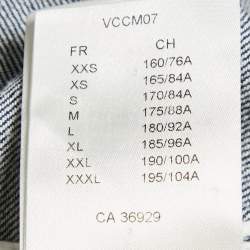 VCCM07
FR CH
XXS 160/76A
XS 165/84A
S 170/84A
M 175/88A
L 180/92A
XL 185/96A
XXL 190/100A
XXXL 195/104A
CA 36929